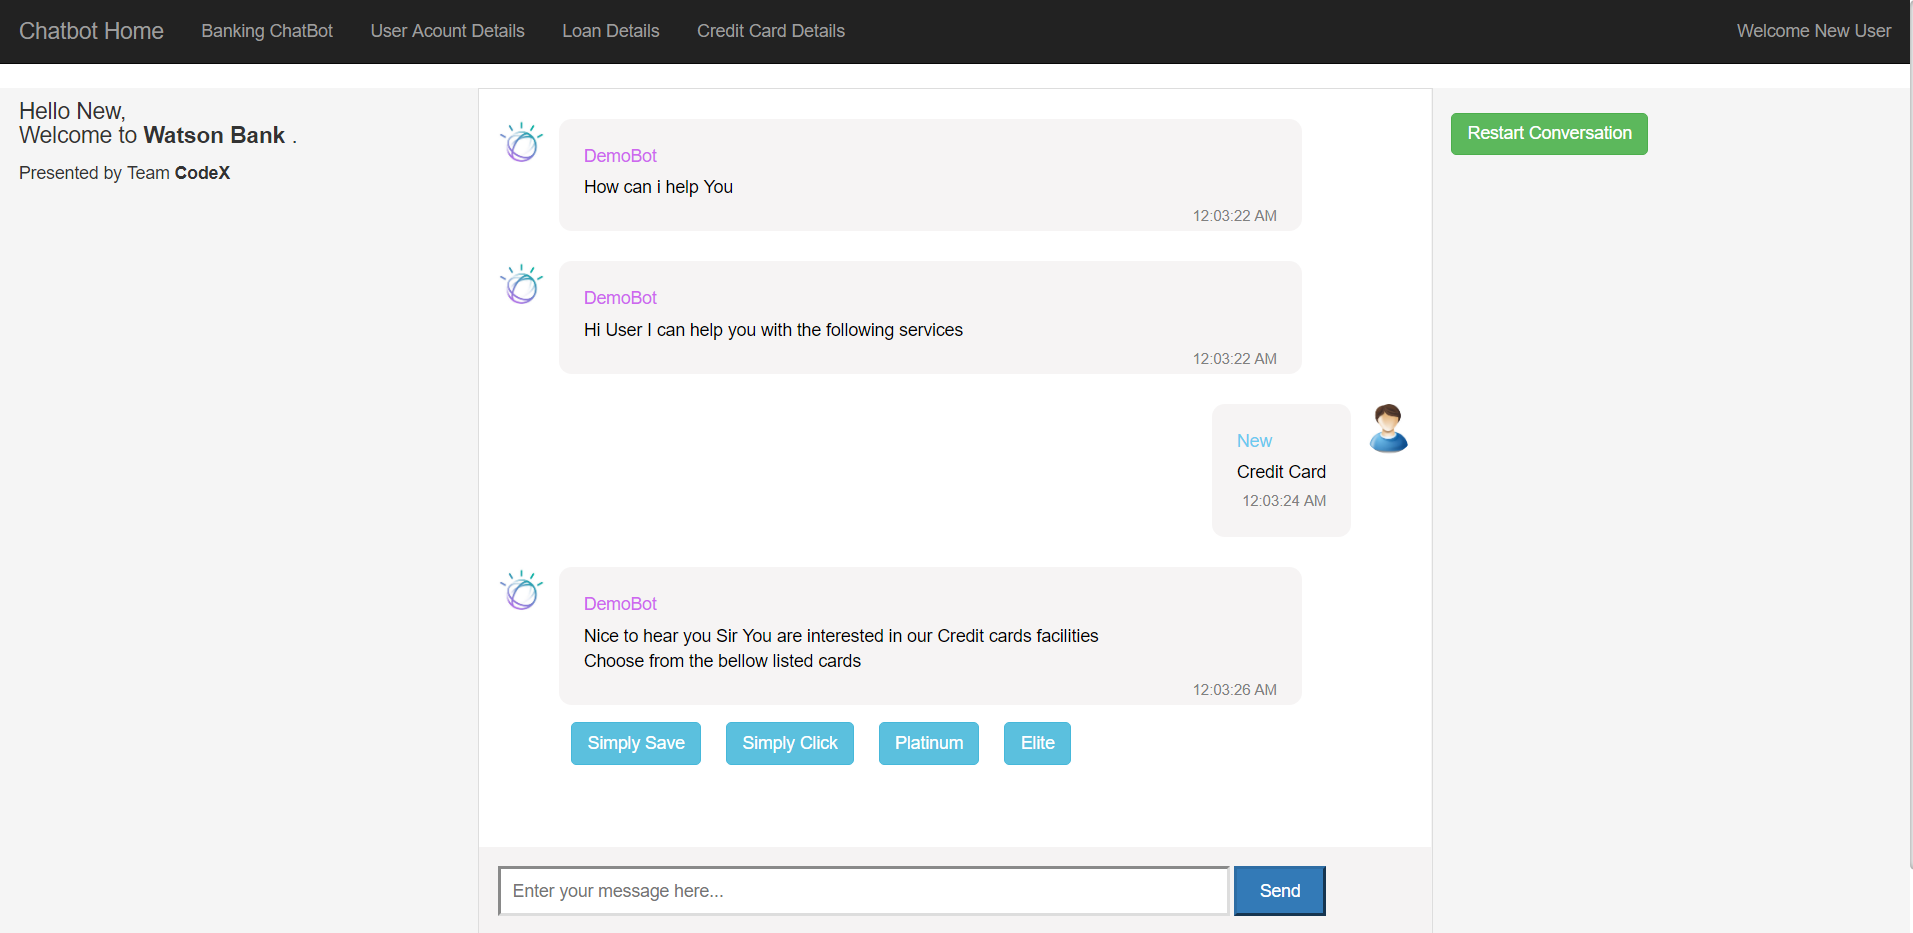 Chatbot Home Banking ChatBot User Acount Details Loan Details Credit Card Details Welcome New User
Hello New,
Welcome to Watson Bank .
Presented by Team CodeX
DemoBot
How can i help You
12:03:22 AM
DemoBot
Hi User I can help you with the following services
12:03:22 AM
New
Credit Card
12:03:24 AM
DemoBot
Nice to hear you Sir You are interested in our Credit cards facilities
Choose from the bellow listed cards
12:03:26 AM
Simply Save Simply Click Platinum Elite
Enter your message here... Send
Restart Conversation